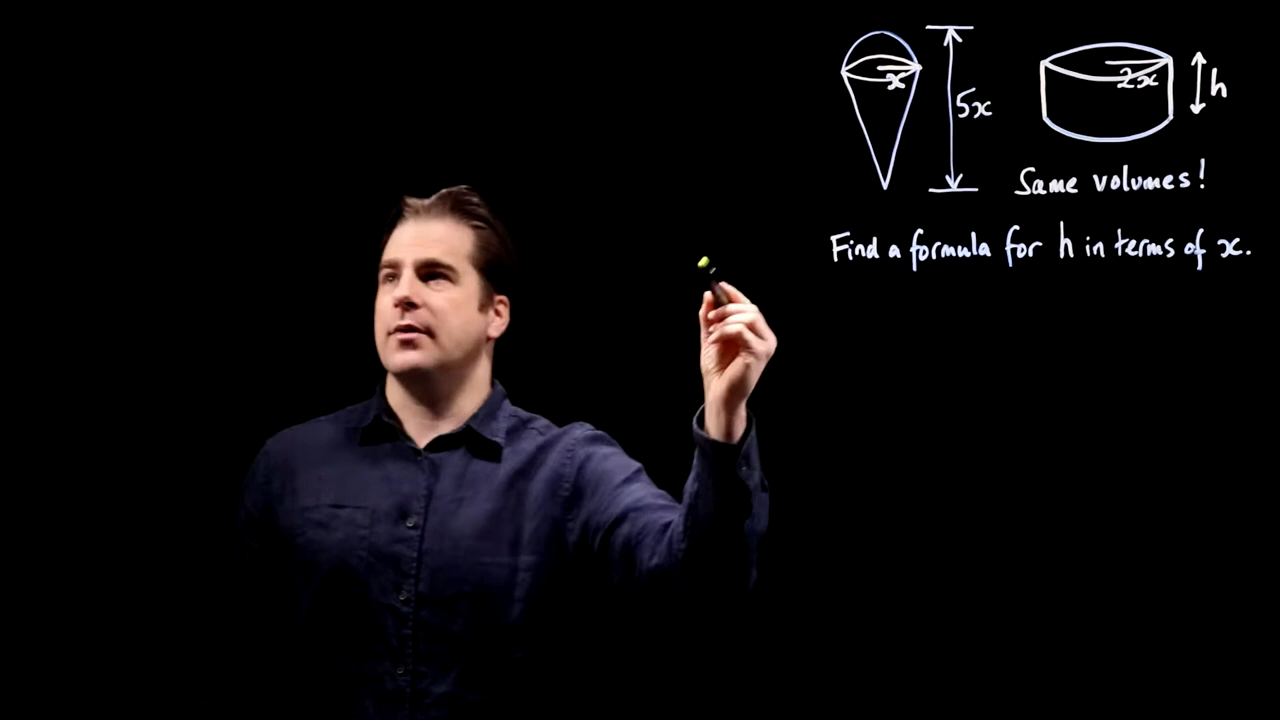 x
5x
2x
h
Same volumes!
Find a formula for h in terms of x.